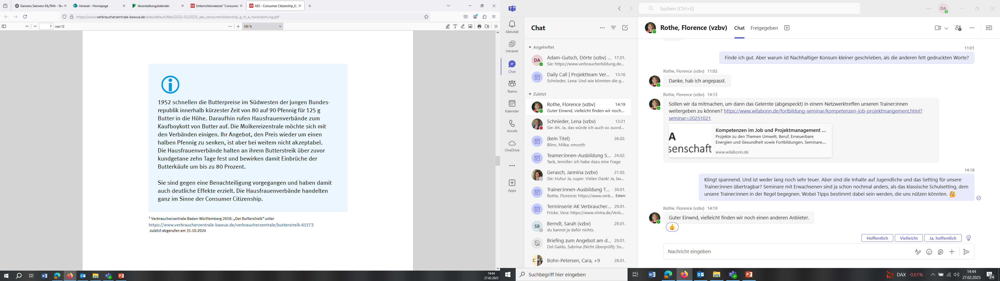 Siemens Siemens MyTMA - Sta
Intranet – Homepage
Veranstaltungskalender
Unterrichtsmaterial "Consumer
AES - Consumer Citizenship_G_
https://www.verbraucherzentrale-bawue.de/sites/default/files/2025-02/2025_aes_consumercitizenship_g_m_e_handreichung.pdf
7 von 12
160 %
1952 schnellen die Butterpreise im Südwesten der jungen Bundes-
republik innerhalb kürzester Zeit von 80 auf 90 Pfennig für 125 g
Butter in die Höhe. Daraufhin rufen Hausfrauenverbände zum
Kaufboykott von Butter auf. Die Molkereizentrale möchte sich mit
den Verbänden einigen. Ihr Angebot, den Preis wieder um einen
halben Pfennig zu senken, ist aber bei weitem nicht akzeptabel.
Die Hausfrauenverbände halten an ihrem Butterstreik über zuvor
kundgetane zehn Tage fest und bewirken damit Einbrüche der
Butterkäufe um bis zu 80 Prozent.
Sie sind gegen eine Benachteiligung vorgegangen und haben damit
auch deutliche Effekte erzielt. Die Hausfrauenverbände handelten
ganz im Sinne der Consumer Citizenship.
1 Verbraucherzentrale Baden-Württemberg 2018: „Der Butterstreik“ unter
https://www.verbraucherzentrale-bawue.de/verbraucherzentrale/butterstreik-61173
zuletzt abgerufen am 31.10.2024
14:44
27.02.2025
Suchen (Ctrl+E)
DA
Aktivität
Intranet
Chat
Teams
Kalender
Anrufe
OneDrive
Apps
Chat
Angeheftet
DA
Adam-Gutsch, Dörte (vzbv) ... 17.01.
Sie: https://www.verbraucherbildung.de...
Daily Call | Projektteam Ver... 13:16
Schnieder, Lena: Und wie könnten die g...
Zuletzt
Rothe, Florence (vzbv) 14:19
Guter Einwnd, vielleicht finden wir noch...
Schnieder, Lena (vzbv) 13:21
Sie: Ah. Ja, das würde ich auch so zuord...
(kein Titel) 26.02.
Blinn, Miika: smooth
Teamer:innen-Ausbildung S... 24.02.
Tack, Jennifer: ich habe dazu eine Frage
Gerasch, Jannina (vzbv) 21.02.
Sie: Huhu! Ja, super. Vielen Dank! Ja, las...
Trainer:innen-Ausbildung T... 30.01.
Rothe, Florence: https://www.verb... Extern
Terminserie AK Verbraucher... 29.01.
Fricke, Vera: https://www.vintra.de/Verb...
SB
Berndt, Sarah (vzbv) 29.01.
du kannst ja dafür nichts.
Briefing zum Angebot am d... 29.01.
Del Galdo, Sabrina (Nicht überprüft): So...
C
Bohn-Petersen, Cara, +9 28.01.
Rothe, Florence (vzbv) Chat Freigegeben
11:01
Finde ich gut. Aber warum ist Nachhaltiger Konsum kleiner geschrieben, als die anderen fett gedruckten Worte?
Rothe, Florence (vzbv) 11:02
Danke, hab ich angepasst.
Rothe, Florence (vzbv) 14:13
Sollen wir da mitmachen, um dann das Gelernte (abgespeckt) in einem Netzwerktreffen unseren Trainer:innen
weitergeben zu können? https://www.wilabonn.de/fortbildung-seminar/kompetenzen-job-projektmangement.html?
seminar=20251021
A
senschaft
Kompetenzen im Job und Projektmanagement ...
Projekte zu den Themen Umwelt, Beruf, Erneuerbare
Energien und Gesundheit sowie Fortbildungen, Seminare,...
www.wilabonn.de
14:18
Klingt spannend. Und ist weder lang noch sehr teuer. Aber sind die Inhalte auf Jugendliche und das Setting für unsere
Trainer:innen übertragbar? Seminare mit Erwachsenen sind ja schon nochmal anders, als das klassische Schulsetting, dem
unsere Trainer:innen in der Regel begegnen. Wobei Tipps bestimmt dabei sein werden, die uns nützen könnten. 🤔
Rothe, Florence (vzbv) 14:19
Guter Einwnd, vielleicht finden wir noch einen anderen Anbieter.
👍
Hoffentlich
Vielleicht
Ja, hoffentlich
Nachricht eingeben
Suchbegriff hier eingeben
DAX -0,61%
14:44
27.02.2025
24